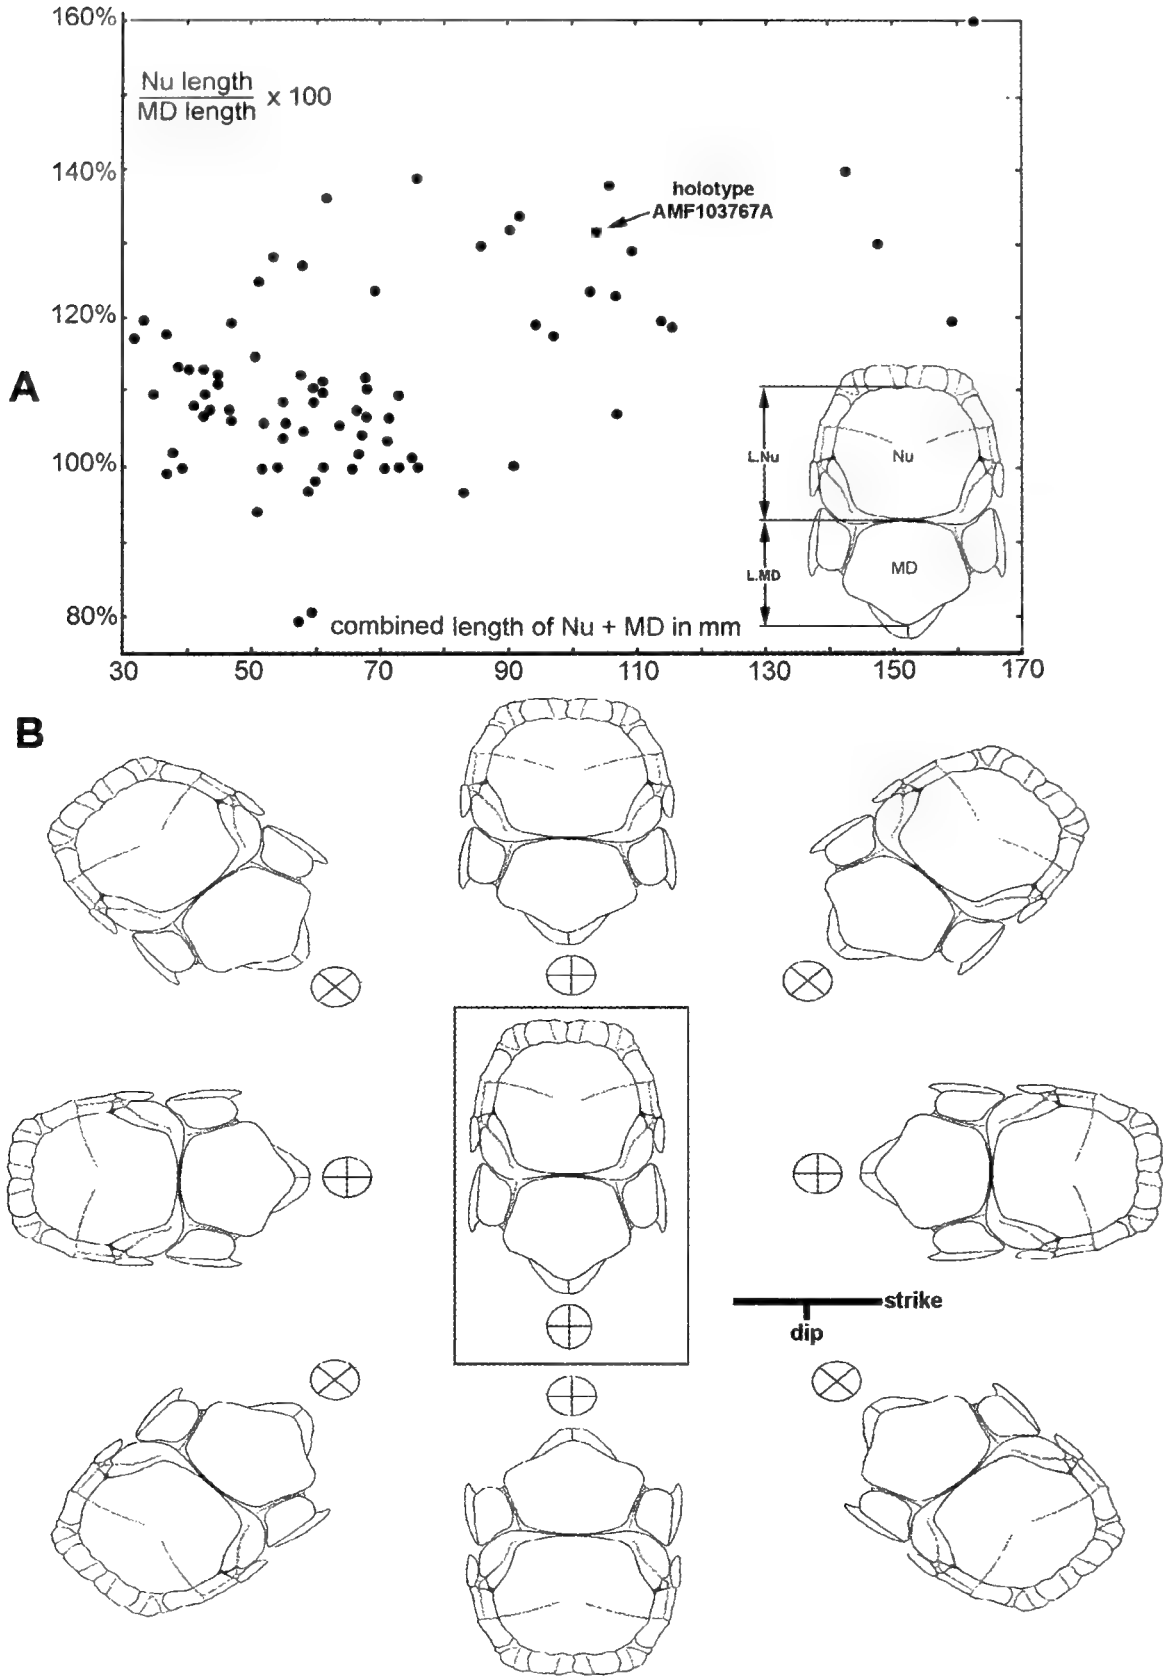 160%
Nu length
MD length
x 100
140%
holotype
AMF103767A
120%
A
L.Nu
Nu
100%
L.MD
MD
80%
combined length of Nu + MD in mm
30 50 70 90 110 130 150 170
B
strike
dip